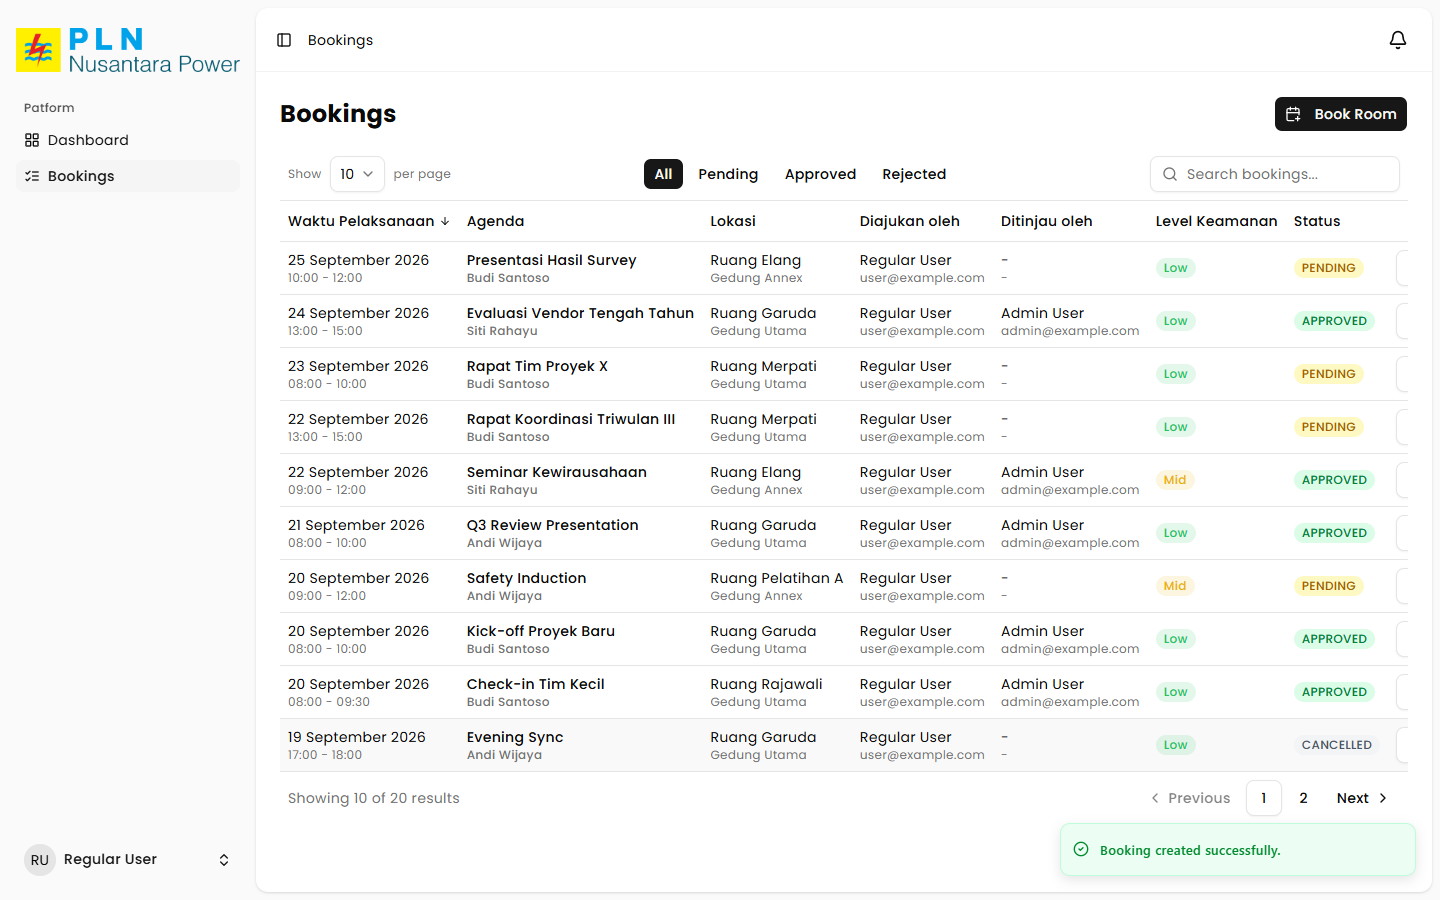 PLN
Nusantara Power
Patform
Dashboard
Bookings
RU Regular User
Bookings
Bookings
Book Room
Show 10 per page
All Pending Approved Rejected
Search bookings...
Waktu Pelaksanaan Agenda Lokasi Diajukan oleh Ditinjau oleh Level Keamanan Status
25 September 2026 Presentasi Hasil Survey Ruang Elang Regular User - Low PENDING
10:00 - 12:00 Budi Santoso Gedung Annex user@example.com -
24 September 2026 Evaluasi Vendor Tengah Tahun Ruang Garuda Regular User Admin User Low APPROVED
13:00 - 15:00 Siti Rahayu Gedung Utama user@example.com admin@example.com
23 September 2026 Rapat Tim Proyek X Ruang Merpati Regular User - Low PENDING
08:00 - 10:00 Budi Santoso Gedung Utama user@example.com -
22 September 2026 Rapat Koordinasi Triwulan III Ruang Merpati Regular User - Low PENDING
13:00 - 15:00 Budi Santoso Gedung Utama user@example.com -
22 September 2026 Seminar Kewirausahaan Ruang Elang Regular User Admin User Mid APPROVED
09:00 - 12:00 Siti Rahayu Gedung Annex user@example.com admin@example.com
21 September 2026 Q3 Review Presentation Ruang Garuda Regular User Admin User Low APPROVED
08:00 - 10:00 Andi Wijaya Gedung Utama user@example.com admin@example.com
20 September 2026 Safety Induction Ruang Pelatihan A Regular User - Mid PENDING
09:00 - 12:00 Andi Wijaya Gedung Annex user@example.com -
20 September 2026 Kick-off Proyek Baru Ruang Garuda Regular User Admin User Low APPROVED
08:00 - 10:00 Budi Santoso Gedung Utama user@example.com admin@example.com
20 September 2026 Check-in Tim Kecil Ruang Rajawali Regular User Admin User Low APPROVED
08:00 - 09:30 Budi Santoso Gedung Utama user@example.com admin@example.com
19 September 2026 Evening Sync Ruang Garuda Regular User - Low CANCELLED
17:00 - 18:00 Andi Wijaya Gedung Utama user@example.com -
Showing 10 of 20 results
Previous 1 2 Next
Booking created successfully.